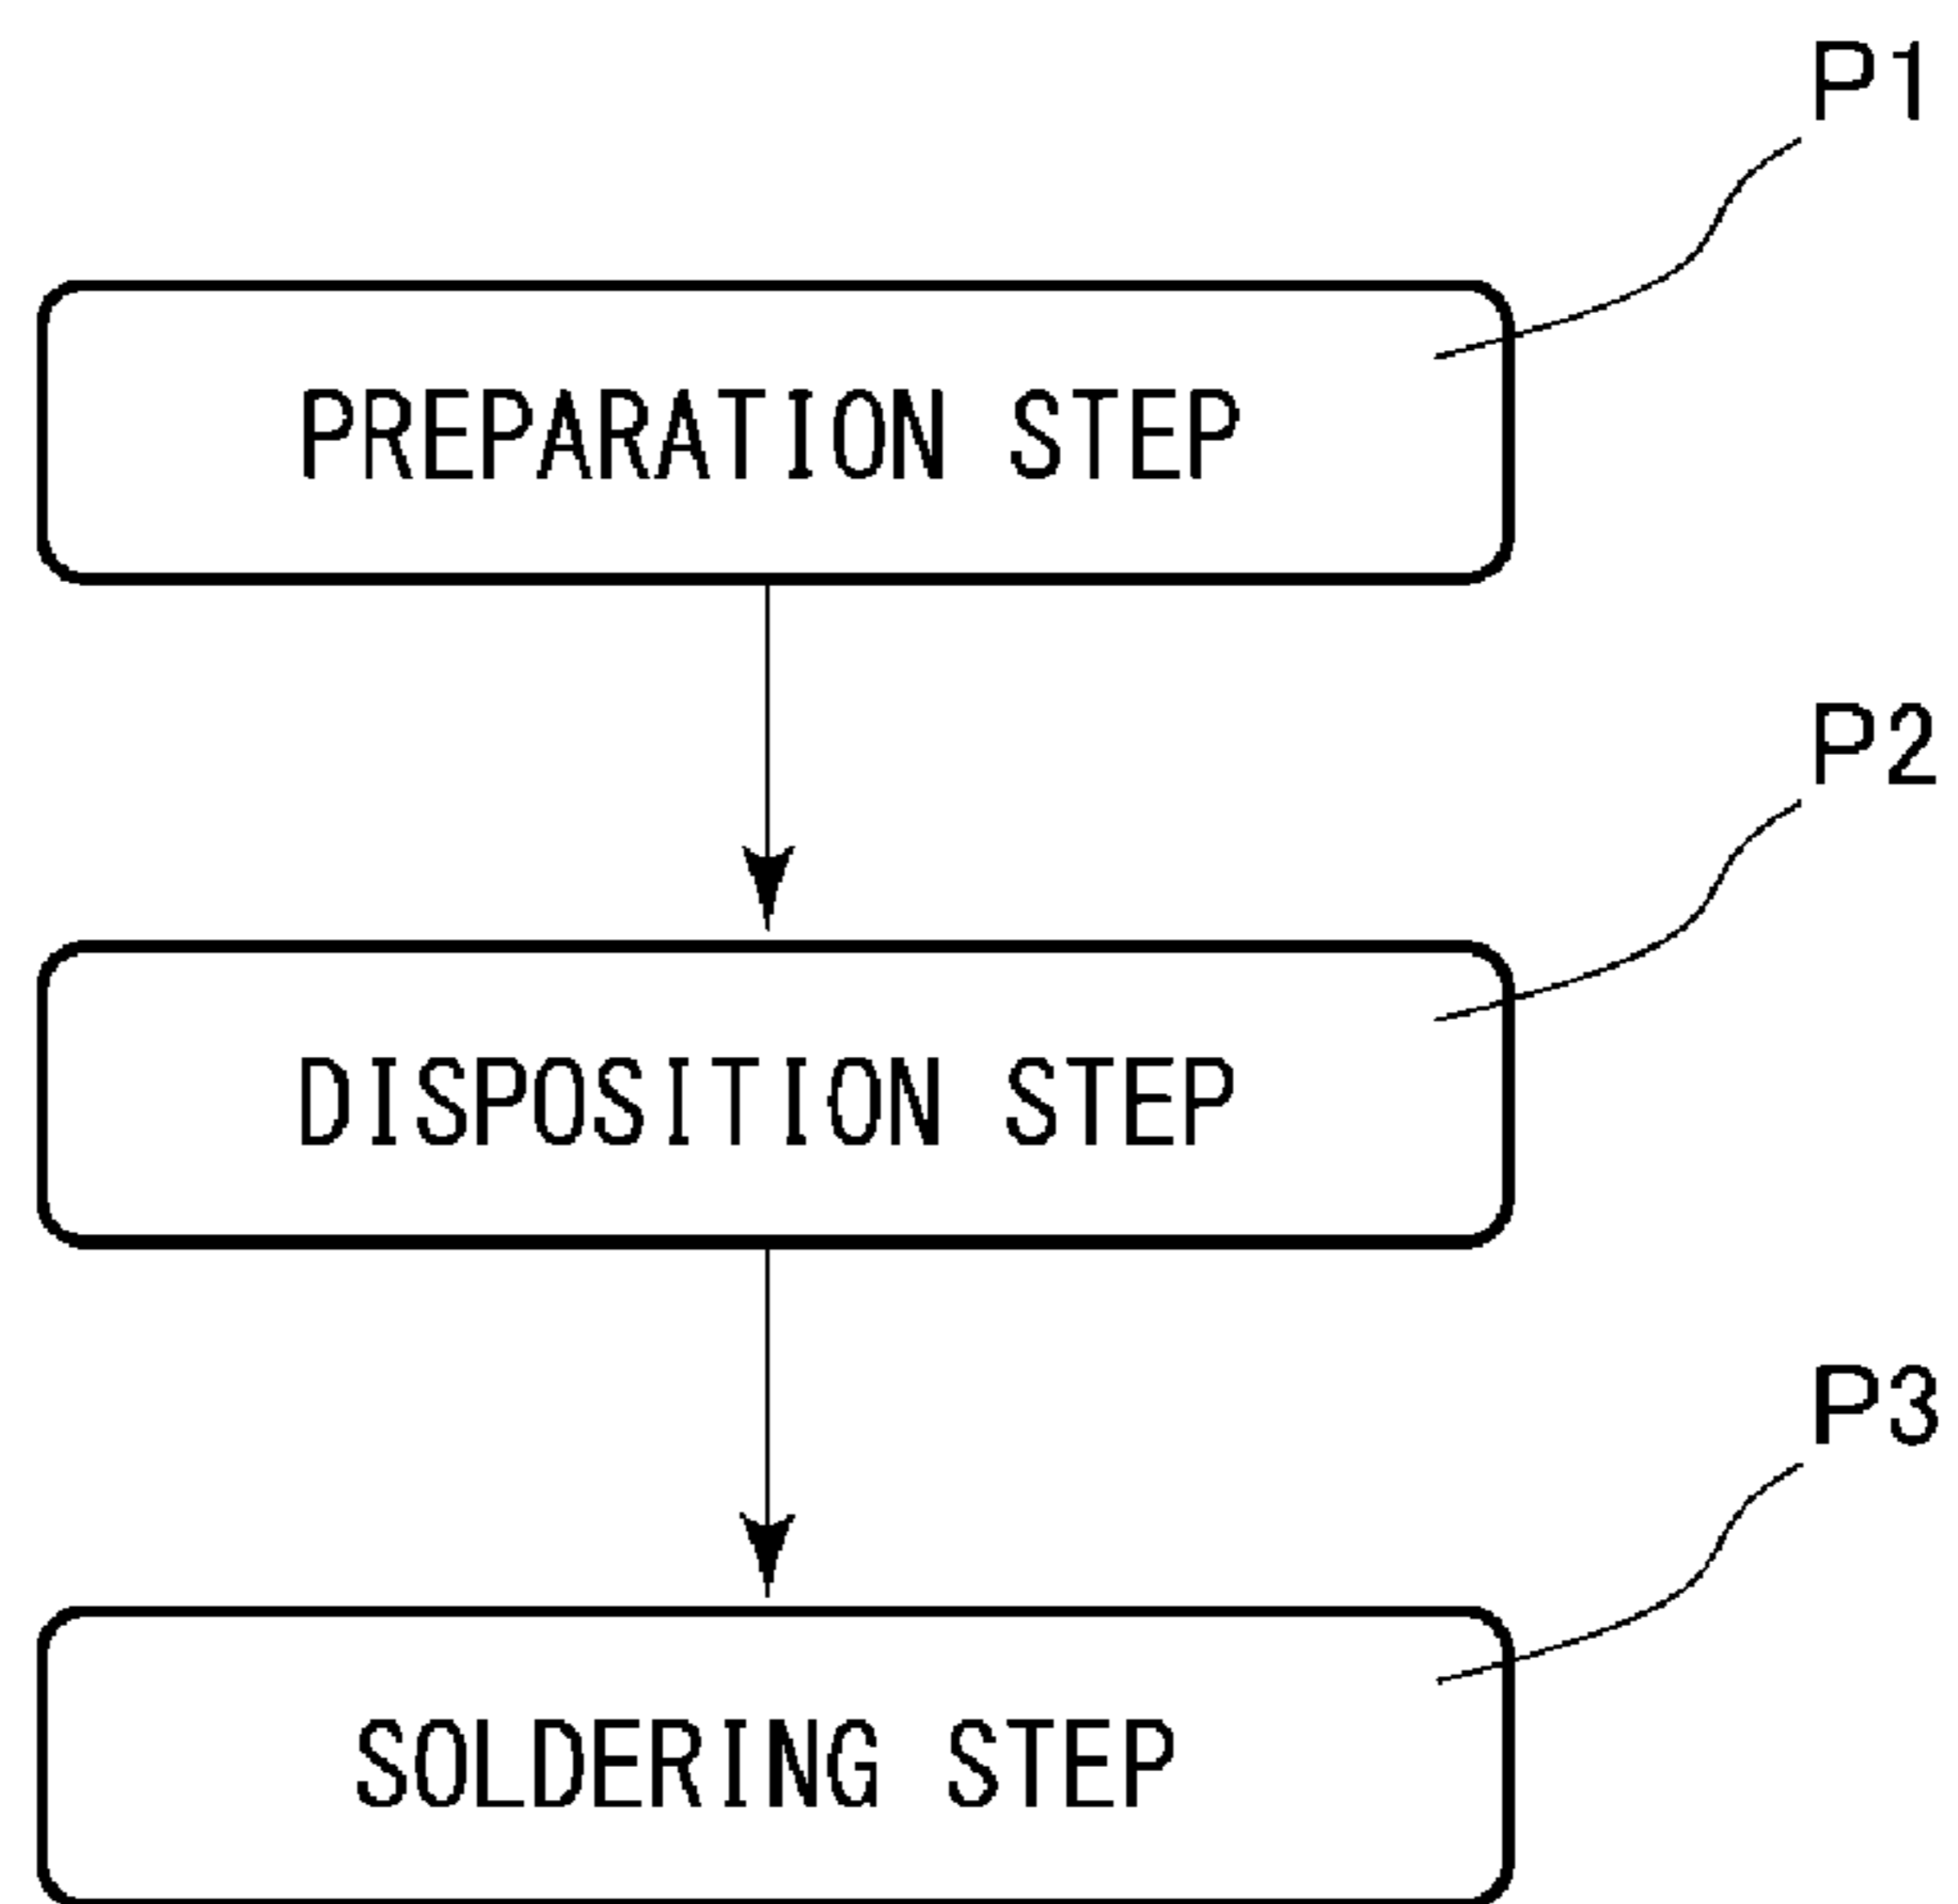 P1
PREPARATION STEP
P2
DISPOSITION STEP
P3
SOLDERING STEP